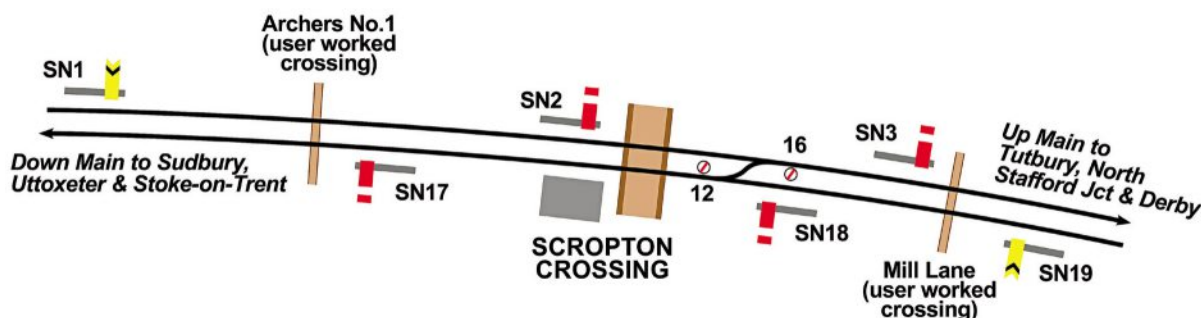 Archers No.1
(user worked
crossing)
SN1
SN2
SN3
16
Up Main to
Tutbury, North
Stafford Jct & Derby
Down Main to Sudbury,
Uttoxeter & Stoke-on-Trent
SN17
12
SN18
SCROPTON
CROSSING
SN19
Mill Lane
(user worked
crossing)